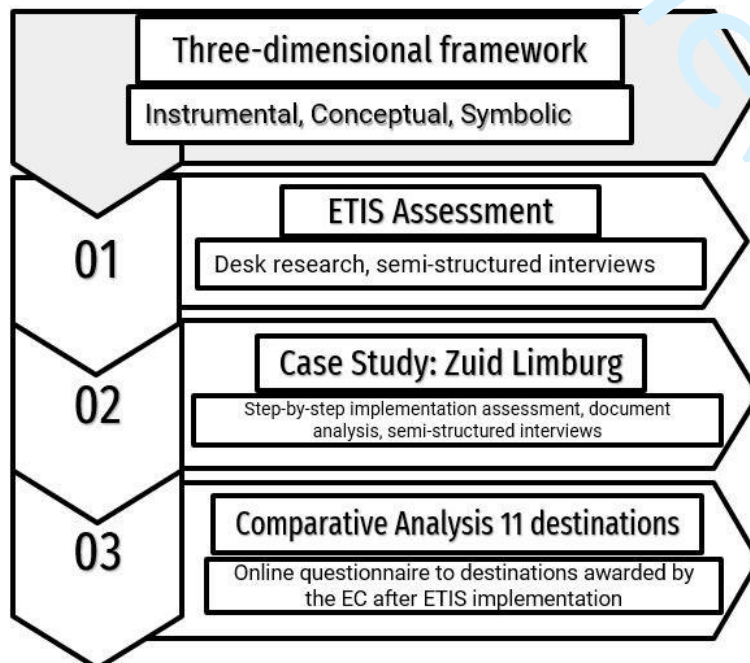 Three-dimensional framework
Instrumental, Conceptual, Symbolic
01
ETIS Assessment
Desk research, semi-structured interviews
02
Case Study: Zuid Limburg
Step-by-step implementation assessment, document
analysis, semi-structured interviews
03
Comparative Analysis 11 destinations
Online questionnaire to destinations awarded by
the EC after ETIS implementation